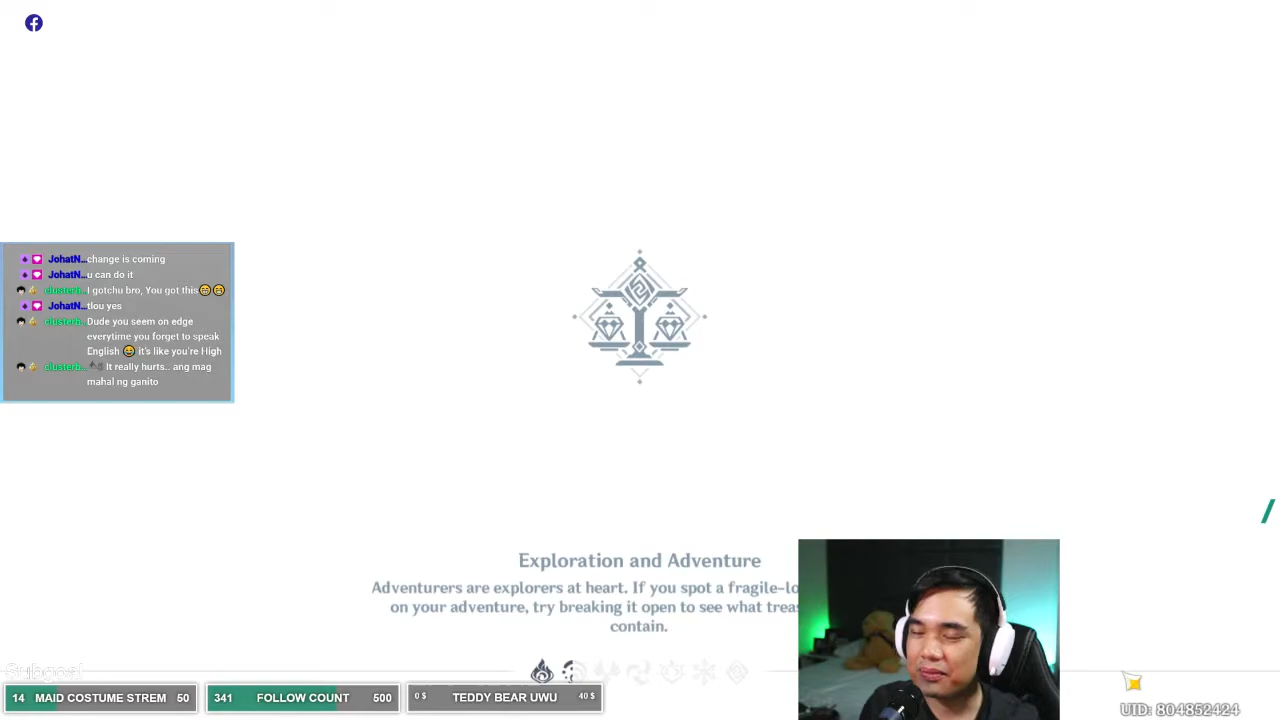 JohatN... change is coming
JohatN... u can do it
clusterb... I gotchu bro, You got this😁😁
JohatN... tlou yes
clusterb... Dude you seem on edge
everytime you forget to speak
English 😆 it's like you're High
clusterb... It really hurts.. ang mag
mahal ng ganito
Exploration and Adventure
Adventurers are explorers at heart. If you spot a fragile-lo
on your adventure, try breaking it open to see what treas
contain.
Subgoal
14 MAID COSTUME STREM 50
341 FOLLOW COUNT 500
0 $ TEDDY BEAR UWU 40 $
UID: 804852424